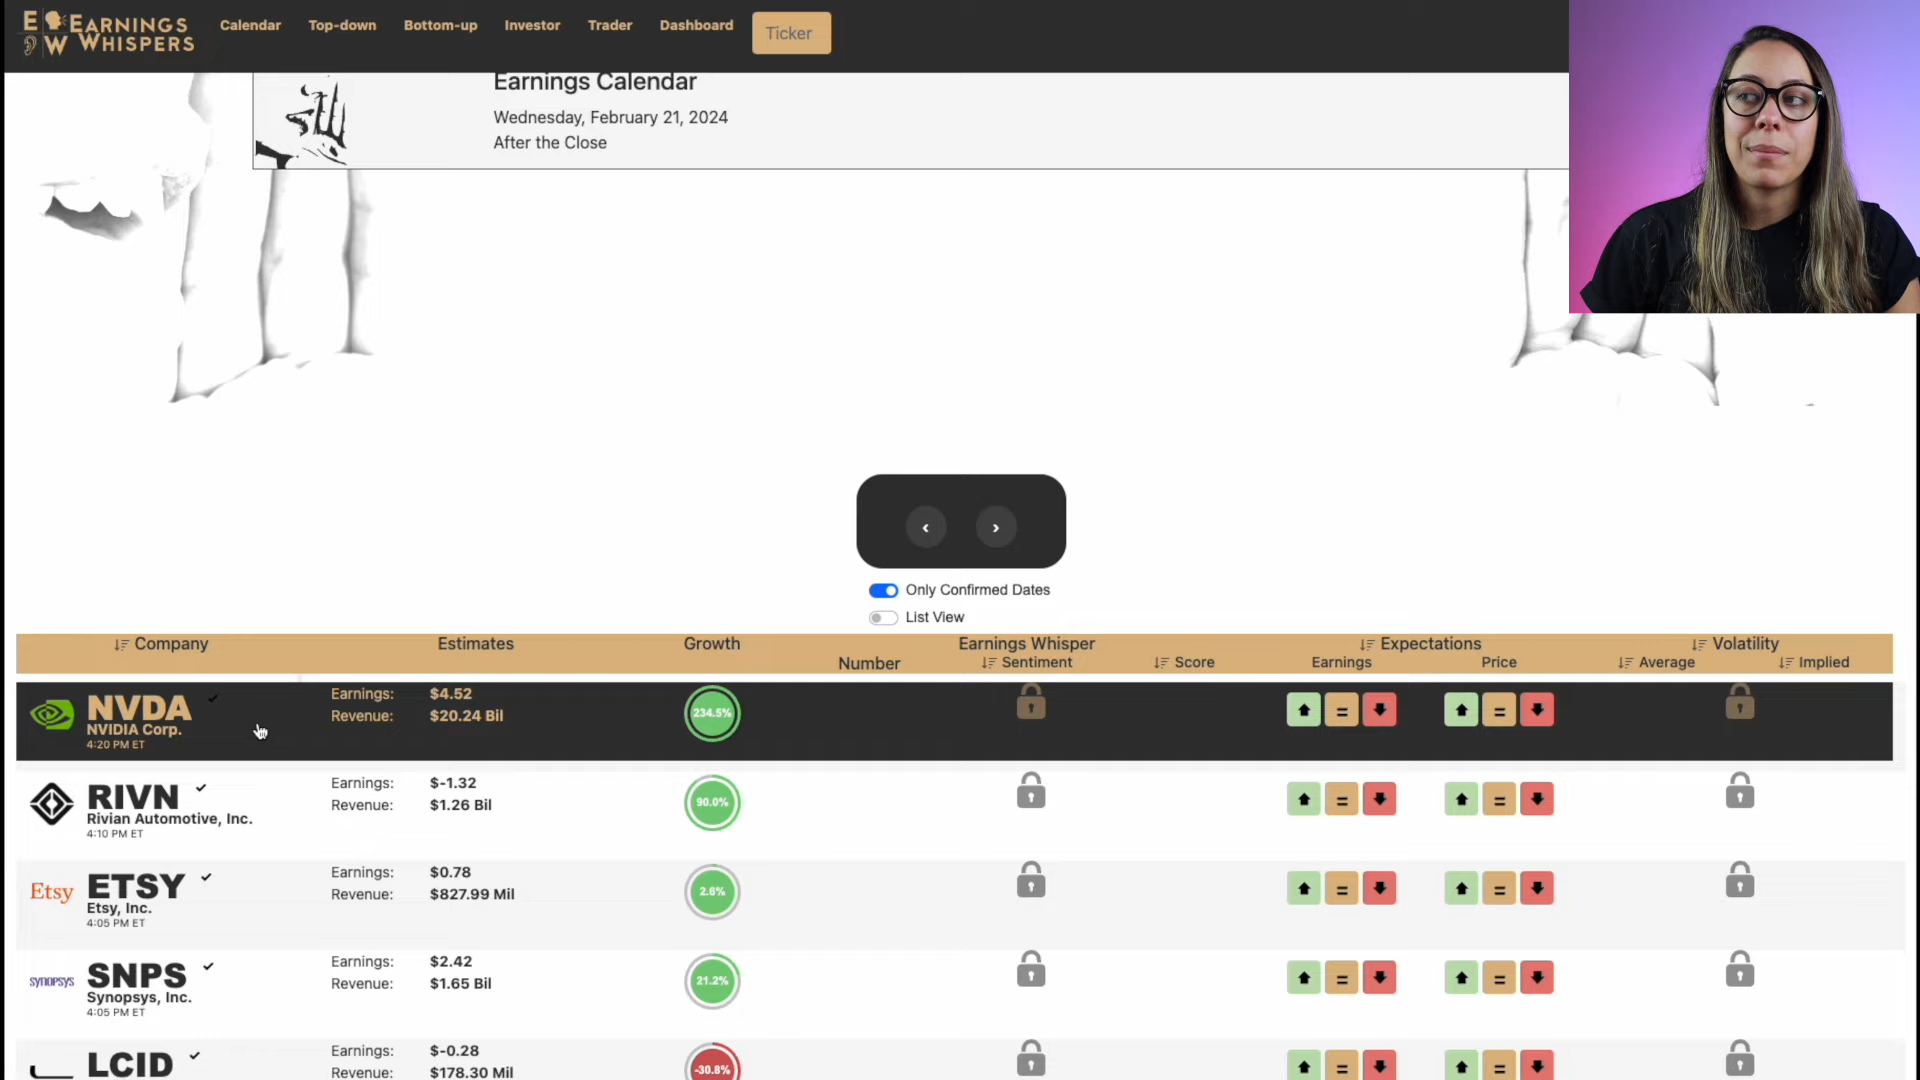 EARNINGS
WHISPERS
E
W
Calendar
Top-down
Bottom-up
Investor
Trader
Dashboard
Ticker
Earnings Calendar
Wednesday, February 21, 2024
After the Close
‹ ›
Only Confirmed Dates
List View
Company
Estimates
Growth
Earnings Whisper
Number
Sentiment
Score
Expectations
Earnings
Price
Volatility
Average
Implied
NVDA
NVIDIA Corp.
4:20 PM ET
Earnings: $4.52
Revenue: $20.24 Bil
234.5%
=
=
RIVN
Rivian Automotive, Inc.
4:10 PM ET
Earnings: $-1.32
Revenue: $1.26 Bil
90.0%
=
=
Etsy
ETSY
Etsy, Inc.
4:05 PM ET
Earnings: $0.78
Revenue: $827.99 Mil
2.6%
=
=
SYNOPSYS
SNPS
Synopsys, Inc.
4:05 PM ET
Earnings: $2.42
Revenue: $1.65 Bil
21.2%
=
=
LCID
Earnings: $-0.28
Revenue: $178.30 Mil
-30.8%
=
=